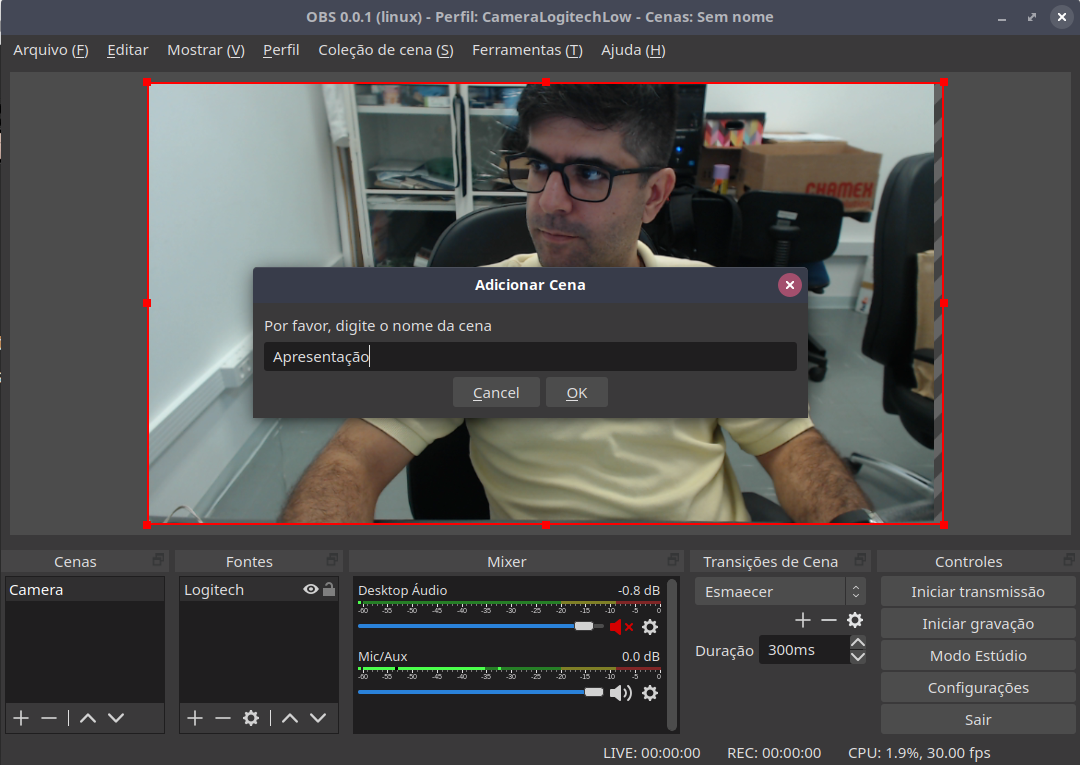 OBS 0.0.1 (linux) - Perfil: CameraLogitechLow - Cenas: Sem nome
Arquivo (F) Editar Mostrar (V) Perfil Coleção de cena (S) Ferramentas (T) Ajuda (H)
CHAMEX
Adicionar Cena
Por favor, digite o nome da cena
Apresentação
Cancel OK
Cenas Fontes Mixer Transições de Cena Controles
Camera
Logitech
Desktop Áudio -0.8 dB
-60 -55 -50 -45 -40 -35 -30 -25 -20 -15 -10 -5 0
Mic/Aux 0.0 dB
-60 -55 -50 -45 -40 -35 -30 -25 -20 -15 -10 -5 0
Esmaecer
Duração 300ms
Iniciar transmissão
Iniciar gravação
Modo Estúdio
Configurações
Sair
LIVE: 00:00:00 REC: 00:00:00 CPU: 1.9%, 30.00 fps